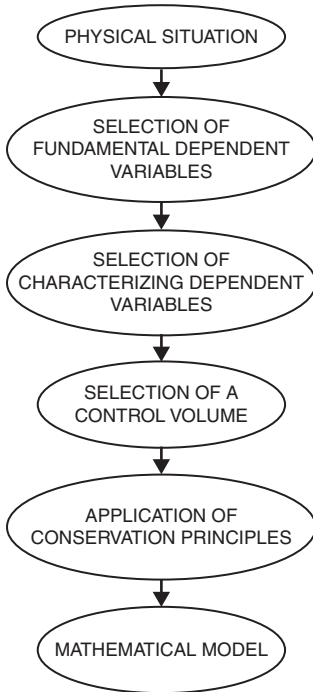 PHYSICAL SITUATION
SELECTION OF
FUNDAMENTAL DEPENDENT
VARIABLES
SELECTION OF
CHARACTERIZING DEPENDENT
VARIABLES
SELECTION OF A
CONTROL VOLUME
APPLICATION OF
CONSERVATION PRINCIPLES
MATHEMATICAL MODEL